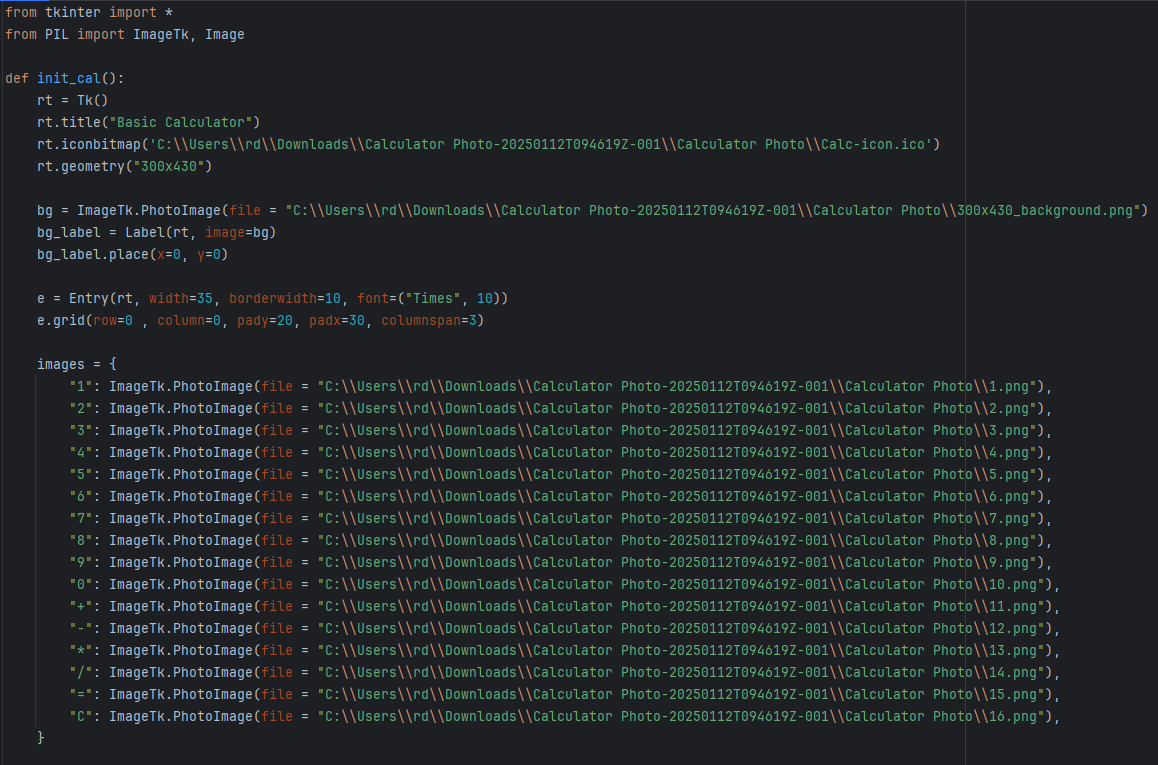 from tkinter import *
from PIL import ImageTk, Image

def init_cal():
    rt = Tk()
    rt.title("Basic Calculator")
    rt.iconbitmap('C:\\Users\\rd\\Downloads\\Calculator Photo-20250112T094619Z-001\\Calculator Photo\\Calc-icon.ico')
    rt.geometry("300x430")

    bg = ImageTk.PhotoImage(file = "C:\\Users\\rd\\Downloads\\Calculator Photo-20250112T094619Z-001\\Calculator Photo\\300x430_background.png")
    bg_label = Label(rt, image=bg)
    bg_label.place(x=0, y=0)

    e = Entry(rt, width=35, borderwidth=10, font=("Times", 10))
    e.grid(row=0 , column=0, pady=20, padx=30, columnspan=3)

    images = {
        "1": ImageTk.PhotoImage(file = "C:\\Users\\rd\\Downloads\\Calculator Photo-20250112T094619Z-001\\Calculator Photo\\1.png"),
        "2": ImageTk.PhotoImage(file = "C:\\Users\\rd\\Downloads\\Calculator Photo-20250112T094619Z-001\\Calculator Photo\\2.png"),
        "3": ImageTk.PhotoImage(file = "C:\\Users\\rd\\Downloads\\Calculator Photo-20250112T094619Z-001\\Calculator Photo\\3.png"),
        "4": ImageTk.PhotoImage(file = "C:\\Users\\rd\\Downloads\\Calculator Photo-20250112T094619Z-001\\Calculator Photo\\4.png"),
        "5": ImageTk.PhotoImage(file = "C:\\Users\\rd\\Downloads\\Calculator Photo-20250112T094619Z-001\\Calculator Photo\\5.png"),
        "6": ImageTk.PhotoImage(file = "C:\\Users\\rd\\Downloads\\Calculator Photo-20250112T094619Z-001\\Calculator Photo\\6.png"),
        "7": ImageTk.PhotoImage(file = "C:\\Users\\rd\\Downloads\\Calculator Photo-20250112T094619Z-001\\Calculator Photo\\7.png"),
        "8": ImageTk.PhotoImage(file = "C:\\Users\\rd\\Downloads\\Calculator Photo-20250112T094619Z-001\\Calculator Photo\\8.png"),
        "9": ImageTk.PhotoImage(file = "C:\\Users\\rd\\Downloads\\Calculator Photo-20250112T094619Z-001\\Calculator Photo\\9.png"),
        "0": ImageTk.PhotoImage(file = "C:\\Users\\rd\\Downloads\\Calculator Photo-20250112T094619Z-001\\Calculator Photo\\10.png"),
        "+": ImageTk.PhotoImage(file = "C:\\Users\\rd\\Downloads\\Calculator Photo-20250112T094619Z-001\\Calculator Photo\\11.png"),
        "-": ImageTk.PhotoImage(file = "C:\\Users\\rd\\Downloads\\Calculator Photo-20250112T094619Z-001\\Calculator Photo\\12.png"),
        "*": ImageTk.PhotoImage(file = "C:\\Users\\rd\\Downloads\\Calculator Photo-20250112T094619Z-001\\Calculator Photo\\13.png"),
        "/": ImageTk.PhotoImage(file = "C:\\Users\\rd\\Downloads\\Calculator Photo-20250112T094619Z-001\\Calculator Photo\\14.png"),
        "=": ImageTk.PhotoImage(file = "C:\\Users\\rd\\Downloads\\Calculator Photo-20250112T094619Z-001\\Calculator Photo\\15.png"),
        "C": ImageTk.PhotoImage(file = "C:\\Users\\rd\\Downloads\\Calculator Photo-20250112T094619Z-001\\Calculator Photo\\16.png"),
    }